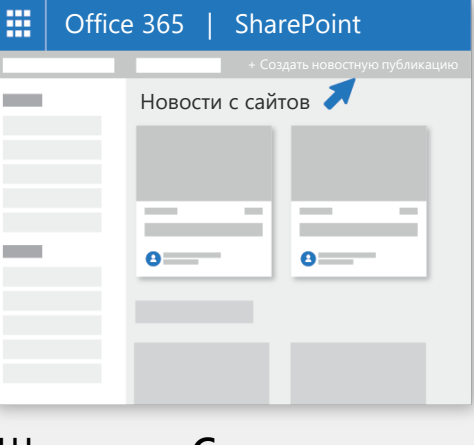 Office 365 | SharePoint
+ Создать новостную публикацию
Новости с сайтов